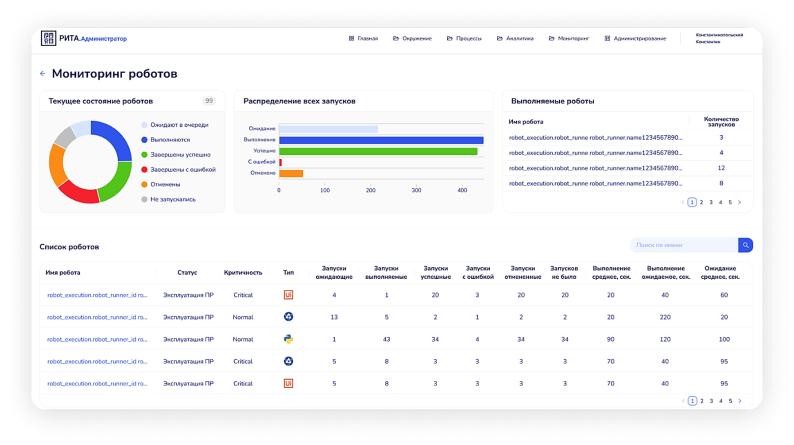 РИТА.Администратор
Главная Окружение Процессы Аналитика Мониторинг Администрирование
Константинопольский
Константин
Мониторинг роботов
Текущее состояние роботов 99
Ожидают в очереди
Выполняются
Завершены успешно
Завершены с ошибкой
Отменены
Не запускались
Распределение всех запусков
Ожидание
Выполнение
Успешно
С ошибкой
Отменено
0 100 200 300 400
Выполняемые роботы
Имя робота Количество запусков
robot_execution.robot_runne robot_runner.name1234567890... 3
robot_execution.robot_runne robot_runner.name1234567890... 4
robot_execution.robot_runne robot_runner.name1234567890... 12
robot_execution.robot_runne robot_runner.name1234567890... 8
1 2 3 4 5
Список роботов
Поиск по имени
Имя робота Статус Критичность Тип Запуски ожидающие Запуски выполняемые Запуски успешные Запуски с ошибкой Запуски отмененные Запусков не было Выполнение среднее, сек. Выполнение ожидаемое, сек. Ожидание среднее, сек.
robot_execution.robot_runner_id ro... Эксплуатация ПР Critical Ui 4 1 20 3 20 20 20 40 60
robot_execution.robot_runner_id ro... Эксплуатация ПР Normal 13 5 2 1 2 2 20 220 20
robot_execution.robot_runner_id ro... Эксплуатация ПР Normal 1 43 34 4 34 34 90 120 100
robot_execution.robot_runner_id ro... Эксплуатация ПР Critical 5 8 3 3 3 3 70 40 95
robot_execution.robot_runner_id ro... Эксплуатация ПР Critical Ui 5 8 3 3 3 3 70 40 95
1 2 3 4 5